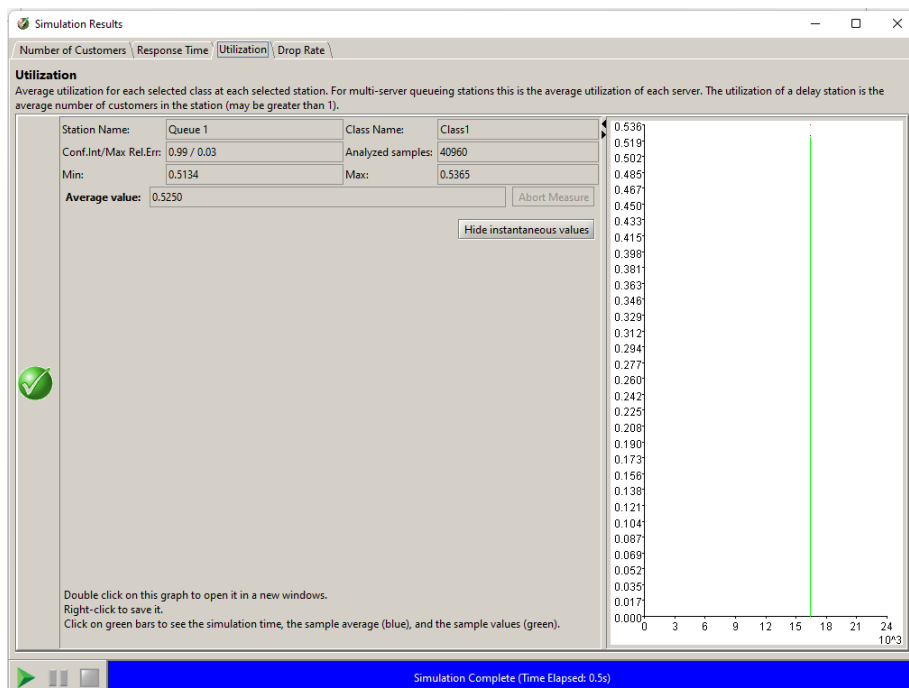 Simulation Results
Number of Customers Response Time Utilization Drop Rate
Utilization
Average utilization for each selected class at each selected station. For multi-server queueing stations this is the average utilization of each server. The utilization of a delay station is the
average number of customers in the station (may be greater than 1).
Station Name: Queue 1 Class Name: Class1
Conf.Int/Max Rel.Err: 0.99 / 0.03 Analyzed samples: 40960
Min: 0.5134 Max: 0.5365
Average value: 0.5250 Abort Measure
Hide instantaneous values
Double click on this graph to open it in a new windows.
Right-click to save it.
Click on green bars to see the simulation time, the sample average (blue), and the sample values (green).
0.536
0.519
0.502
0.485
0.467
0.450
0.433
0.415
0.398
0.381
0.363
0.346
0.329
0.312
0.294
0.277
0.260
0.242
0.225
0.208
0.190
0.173
0.156
0.138
0.121
0.104
0.087
0.069
0.052
0.035
0.017
0.000
0 3 6 9 12 15 18 21 24
10^3
Simulation Complete (Time Elapsed: 0.5s)